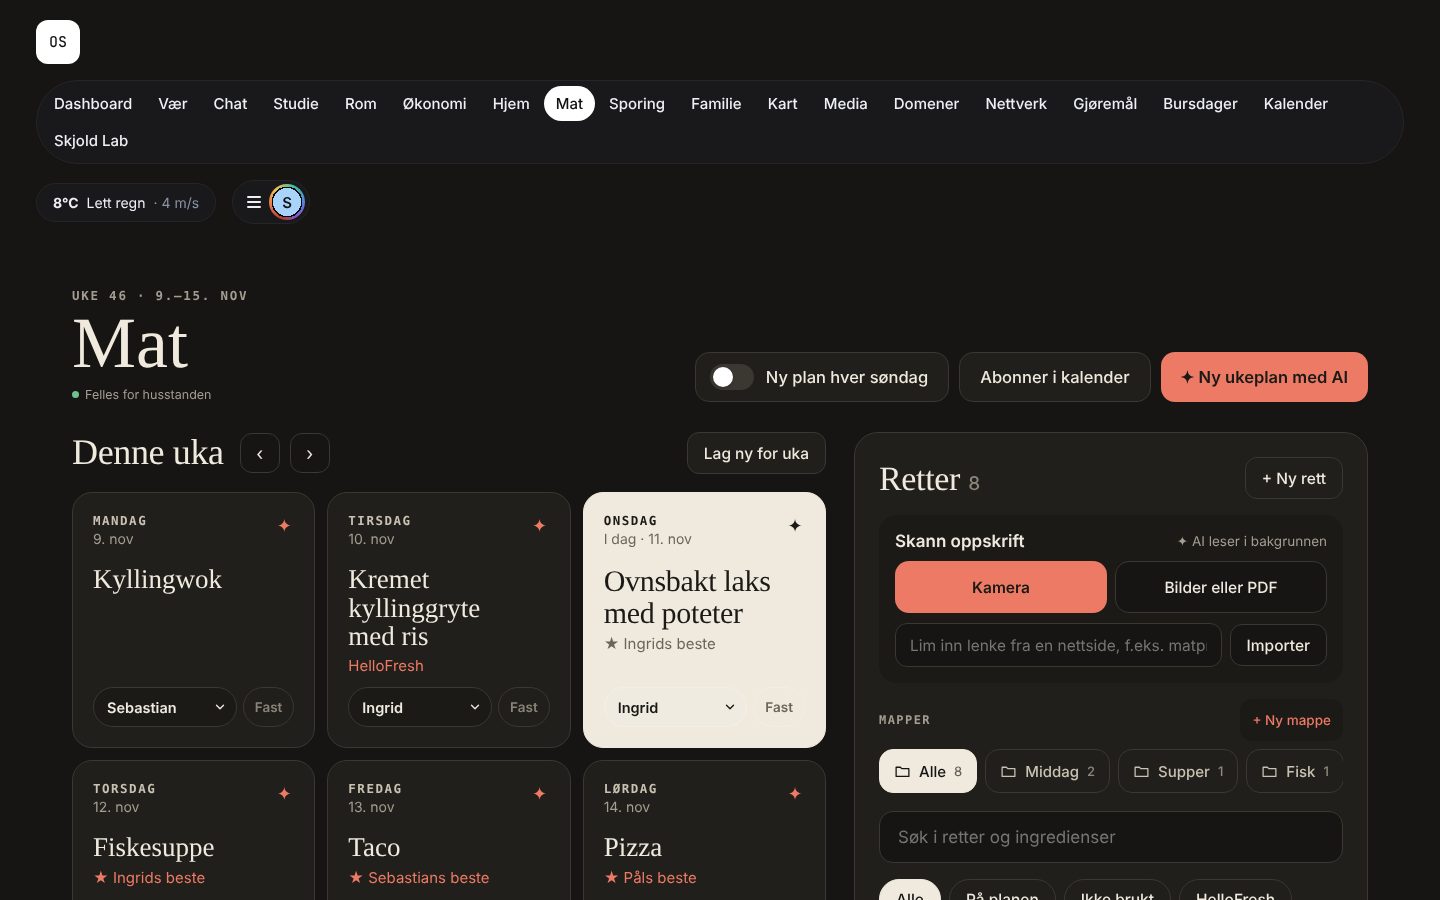 OS
Dashboard Vær Chat Studie Rom Økonomi Hjem Mat Sporing Familie Kart Media Domener Nettverk Gjøremål Bursdager Kalender
Skjold Lab
8°C Lett regn · 4 m/s
S
UKE 46 · 9.–15. NOV
Mat
Felles for husstanden
Ny plan hver søndag
Abonner i kalender
✦ Ny ukeplan med AI
Denne uka
‹ ›
Lag ny for uka
MANDAG ✦
9. nov
Kyllingwok
Sebastian Fast
TIRSDAG ✦
10. nov
Kremet
kyllinggryte
med ris
HelloFresh
Ingrid Fast
ONSDAG ✦
I dag · 11. nov
Ovnsbakt laks
med poteter
★ Ingrids beste
Ingrid Fast
TORSDAG ✦
12. nov
Fiskesuppe
★ Ingrids beste
FREDAG ✦
13. nov
Taco
★ Sebastians beste
LØRDAG ✦
14. nov
Pizza
★ Påls beste
Retter 8
+ Ny rett
Skann oppskrift
✦ AI leser i bakgrunnen
Kamera
Bilder eller PDF
Lim inn lenke fra en nettside, f.eks. matp
Importer
MAPPER
+ Ny mappe
Alle 8
Middag 2
Supper 1
Fisk 1
Søk i retter og ingredienser
Alle
På planen
Ikke brukt
HelloFresh